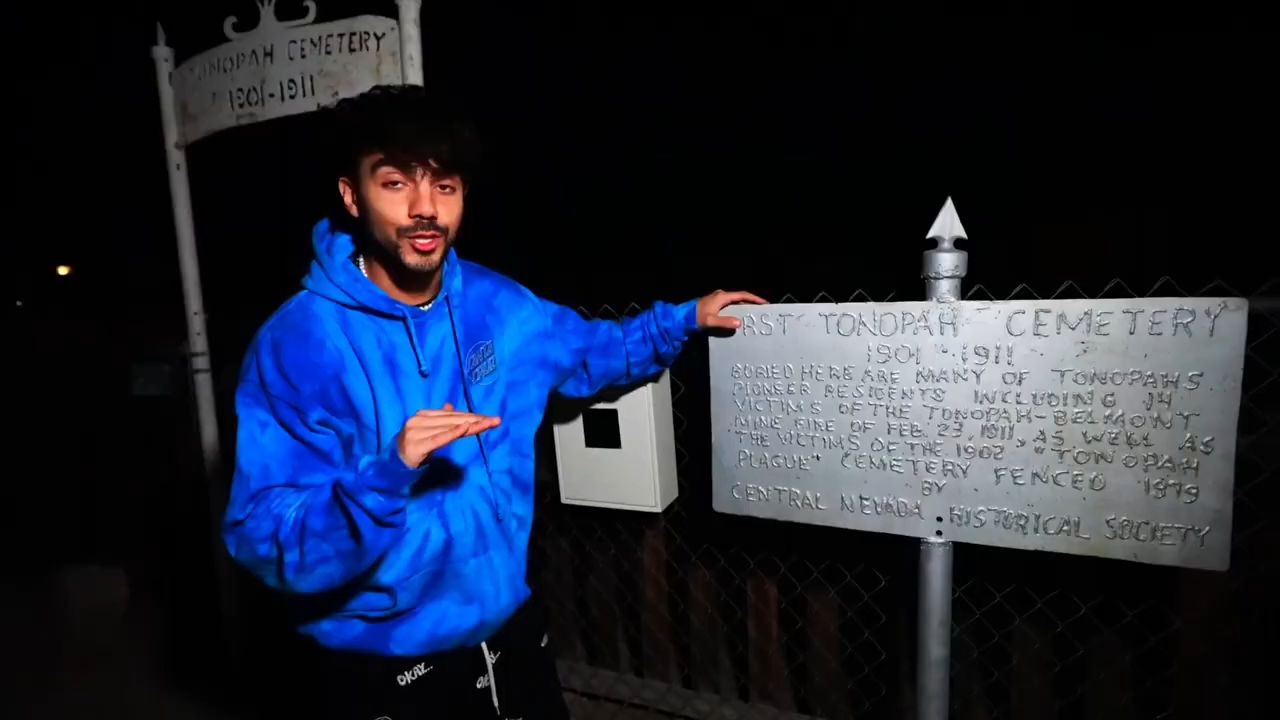 TONOPAH CEMETERY
1901-1911
RST TONOPAH CEMETERY
1901 - 1911
BURIED HERE ARE MANY OF TONOPAHS
PIONEER RESIDENTS INCLUDING 14
VICTIMS OF THE TONOPAH-BELMONT
MINE FIRE OF FEB. 23, 1911, AS WELL AS
THE VICTIMS OF THE 1902 "TONOPAH
PLAGUE" CEMETERY FENCED 1979
BY
CENTRAL NEVADA HISTORICAL SOCIETY
OKAY...